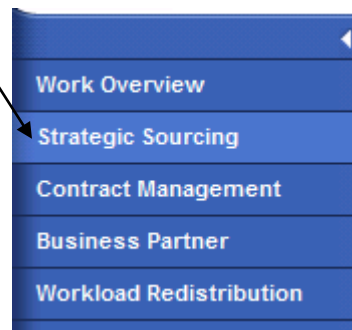 Work Overview
Strategic Sourcing
Contract Management
Business Partner
Workload Redistribution